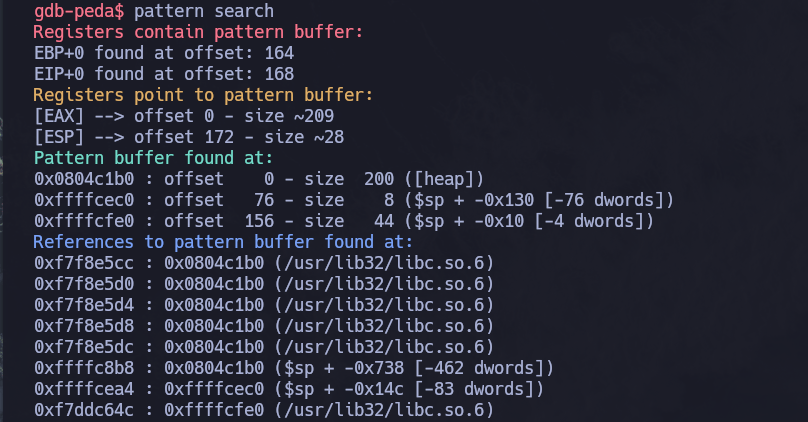 gdb-peda$ pattern search
Registers contain pattern buffer:
EBP+0 found at offset: 164
EIP+0 found at offset: 168
Registers point to pattern buffer:
[EAX] --> offset 0 - size ~209
[ESP] --> offset 172 - size ~28
Pattern buffer found at:
0x0804c1b0 : offset    0 - size  200 ([heap])
0xffffcec0 : offset   76 - size    8 ($sp + -0x130 [-76 dwords])
0xffffcfe0 : offset  156 - size   44 ($sp + -0x10 [-4 dwords])
References to pattern buffer found at:
0xf7f8e5cc : 0x0804c1b0 (/usr/lib32/libc.so.6)
0xf7f8e5d0 : 0x0804c1b0 (/usr/lib32/libc.so.6)
0xf7f8e5d4 : 0x0804c1b0 (/usr/lib32/libc.so.6)
0xf7f8e5d8 : 0x0804c1b0 (/usr/lib32/libc.so.6)
0xf7f8e5dc : 0x0804c1b0 (/usr/lib32/libc.so.6)
0xffffc8b8 : 0x0804c1b0 ($sp + -0x738 [-462 dwords])
0xffffcea4 : 0xffffcec0 ($sp + -0x14c [-83 dwords])
0xf7ddc64c : 0xffffcfe0 (/usr/lib32/libc.so.6)